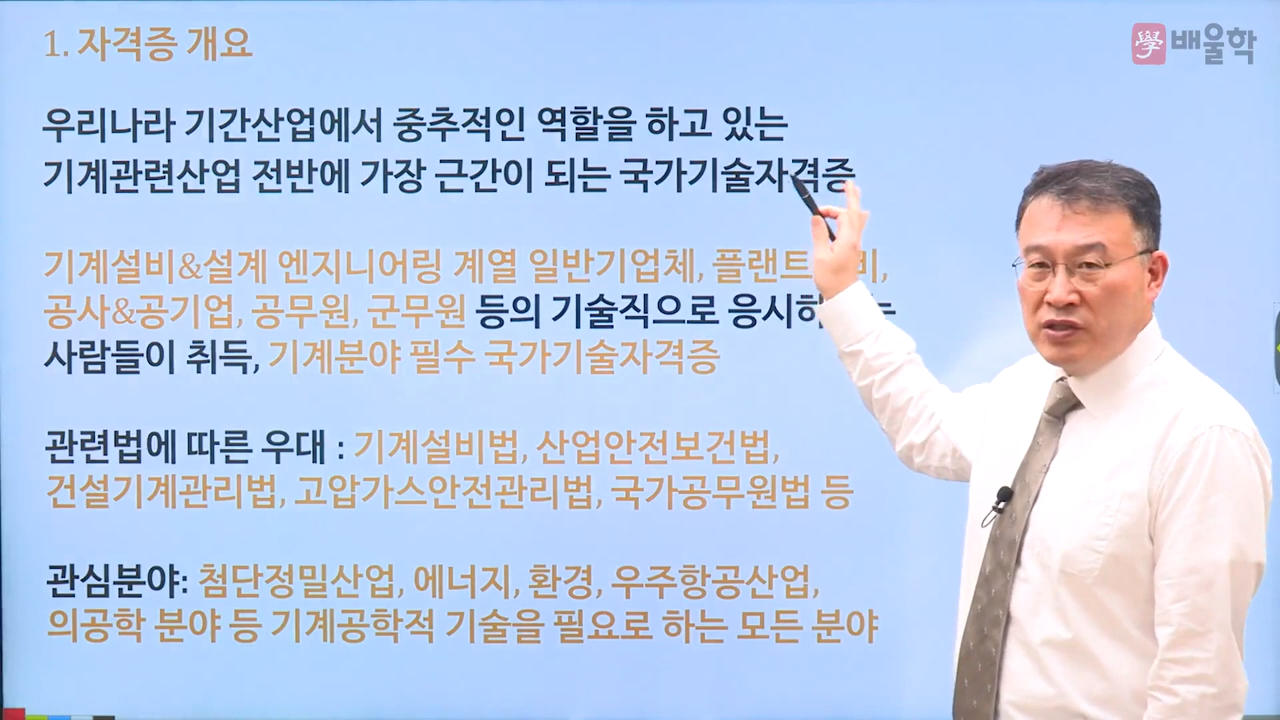 1. 자격증 개요
學 배울학
우리나라 기간산업에서 중추적인 역할을 하고 있는
기계관련산업 전반에 가장 근간이 되는 국가기술자격증
기계설비&설계 엔지니어링 계열 일반기업체, 플랜트 비,
공사&공기업, 공무원, 군무원 등의 기술직으로 는
사람들이 취득, 기계분야 필수 국가기술자격증
관련법에 따른 우대 : 기계설비법, 산업안전보건법,
건설기계관리법, 고압가스안전관리법, 국가공무원법 등
관심분야: 첨단정밀산업, 에너지, 환경, 우주항공산업,
의공학 분야 등 기계공학적 기술을 필요로 하는 모든 분야